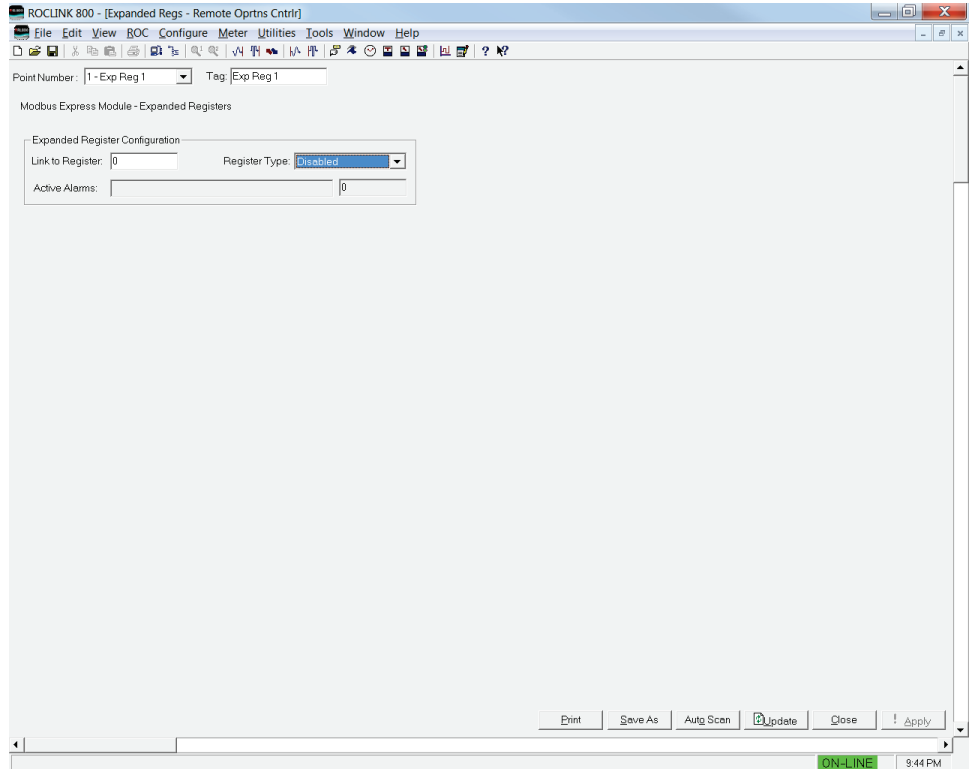 ROCLINK 800 - [Expanded Regs - Remote Oprtns Cntrlr]
File Edit View ROC Configure Meter Utilities Tools Window Help
Point Number: 1 - Exp Reg 1 Tag: Exp Reg 1
Modbus Express Module - Expanded Registers
Expanded Register Configuration
Link to Register: 0 Register Type: Disabled
Active Alarms: 0
Print Save As Auto Scan Update Close ! Apply
ON-LINE 9:44 PM